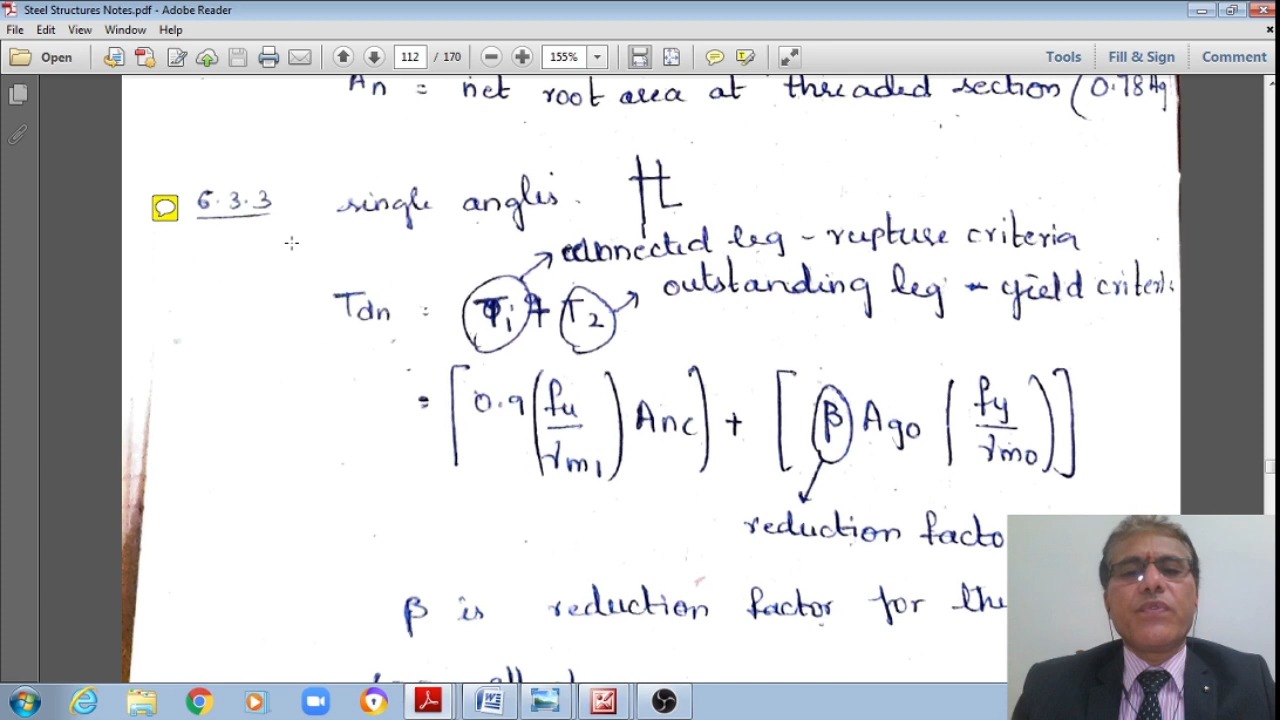 Steel Structures Notes.pdf - Adobe Reader
File Edit View Window Help
Open 112 / 170 155% Tools Fill & Sign Comment
An = net root area at threaded section (0.78Ag
6.3.3 single angles.
connected leg - rupture criteria
outstanding leg - yield criteri
Tdn = T1 + T2
= [0.9 (fu/γm1) Anc] + [β Ago (fy/γm0)]
reduction facto
β is reduction factor for the